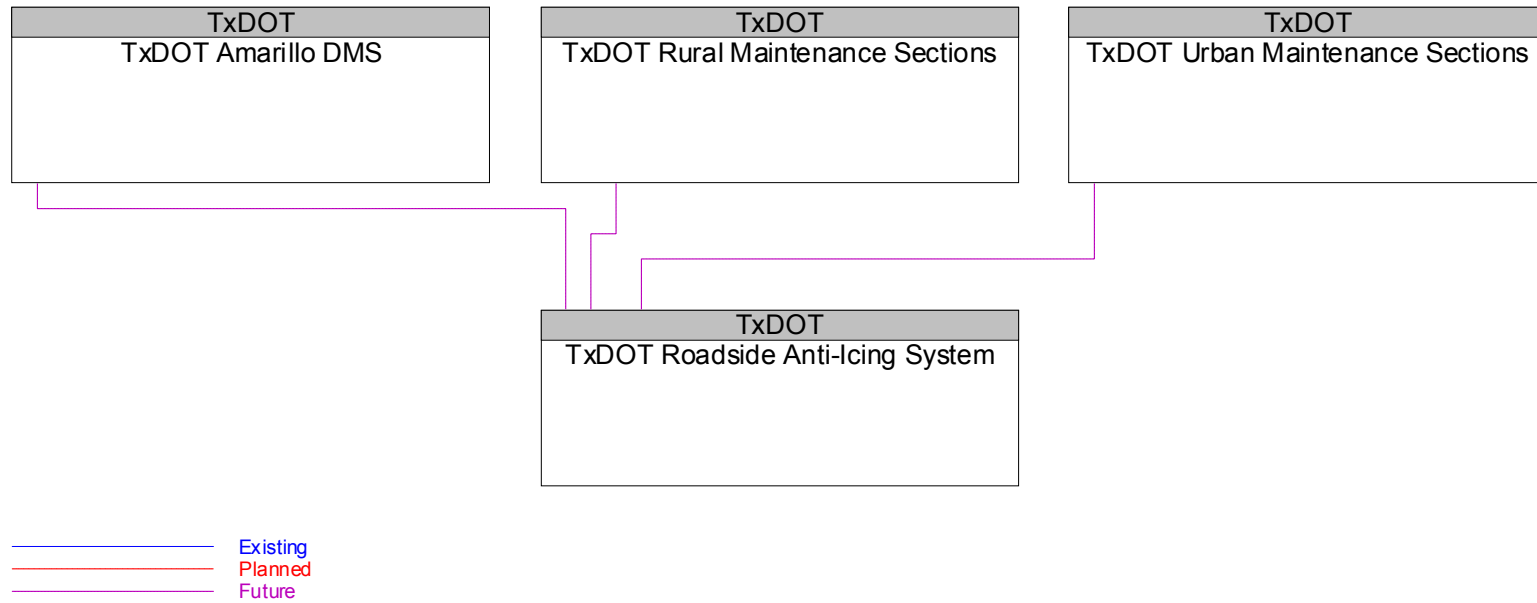 TxDOT
TxDOT Amarillo DMS
TxDOT
TxDOT Rural Maintenance Sections
TxDOT
TxDOT Urban Maintenance Sections
TxDOT
TxDOT Roadside Anti-Icing System
Existing
Planned
Future